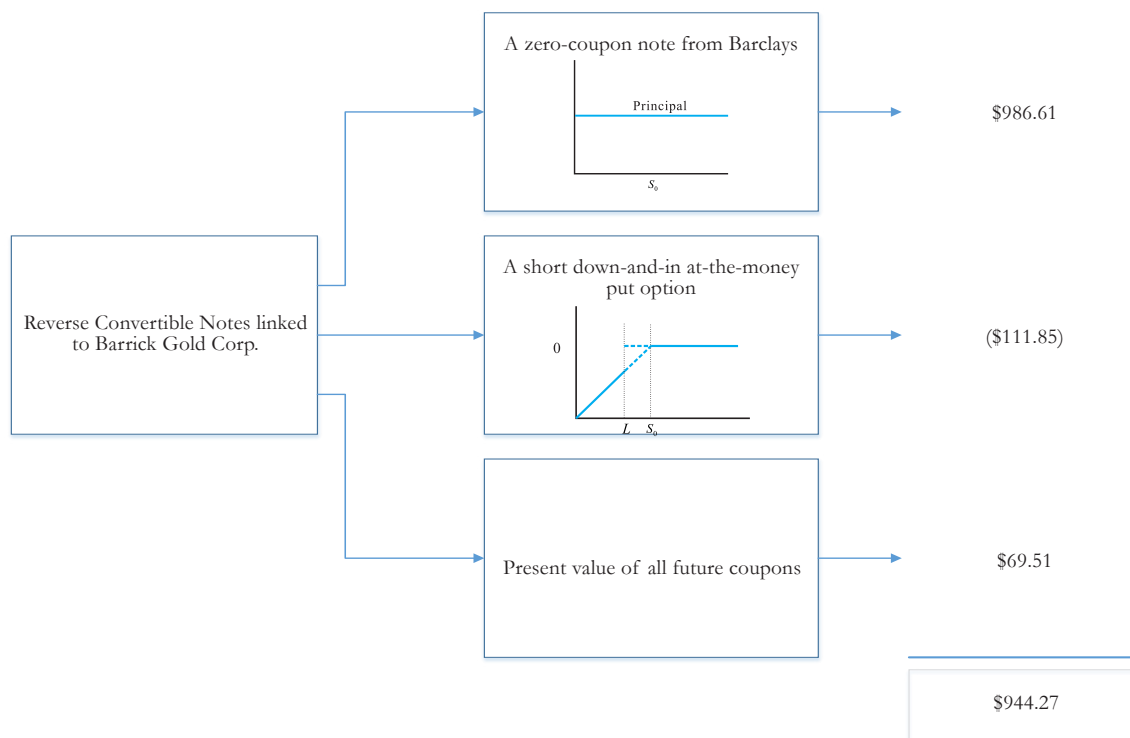 A zero-coupon note from Barclays
Principal
S₀
$986.61
Reverse Convertible Notes linked
to Barrick Gold Corp.
A short down-and-in at-the-money
put option
0
L S₀
($111.85)
Present value of all future coupons
$69.51
$944.27